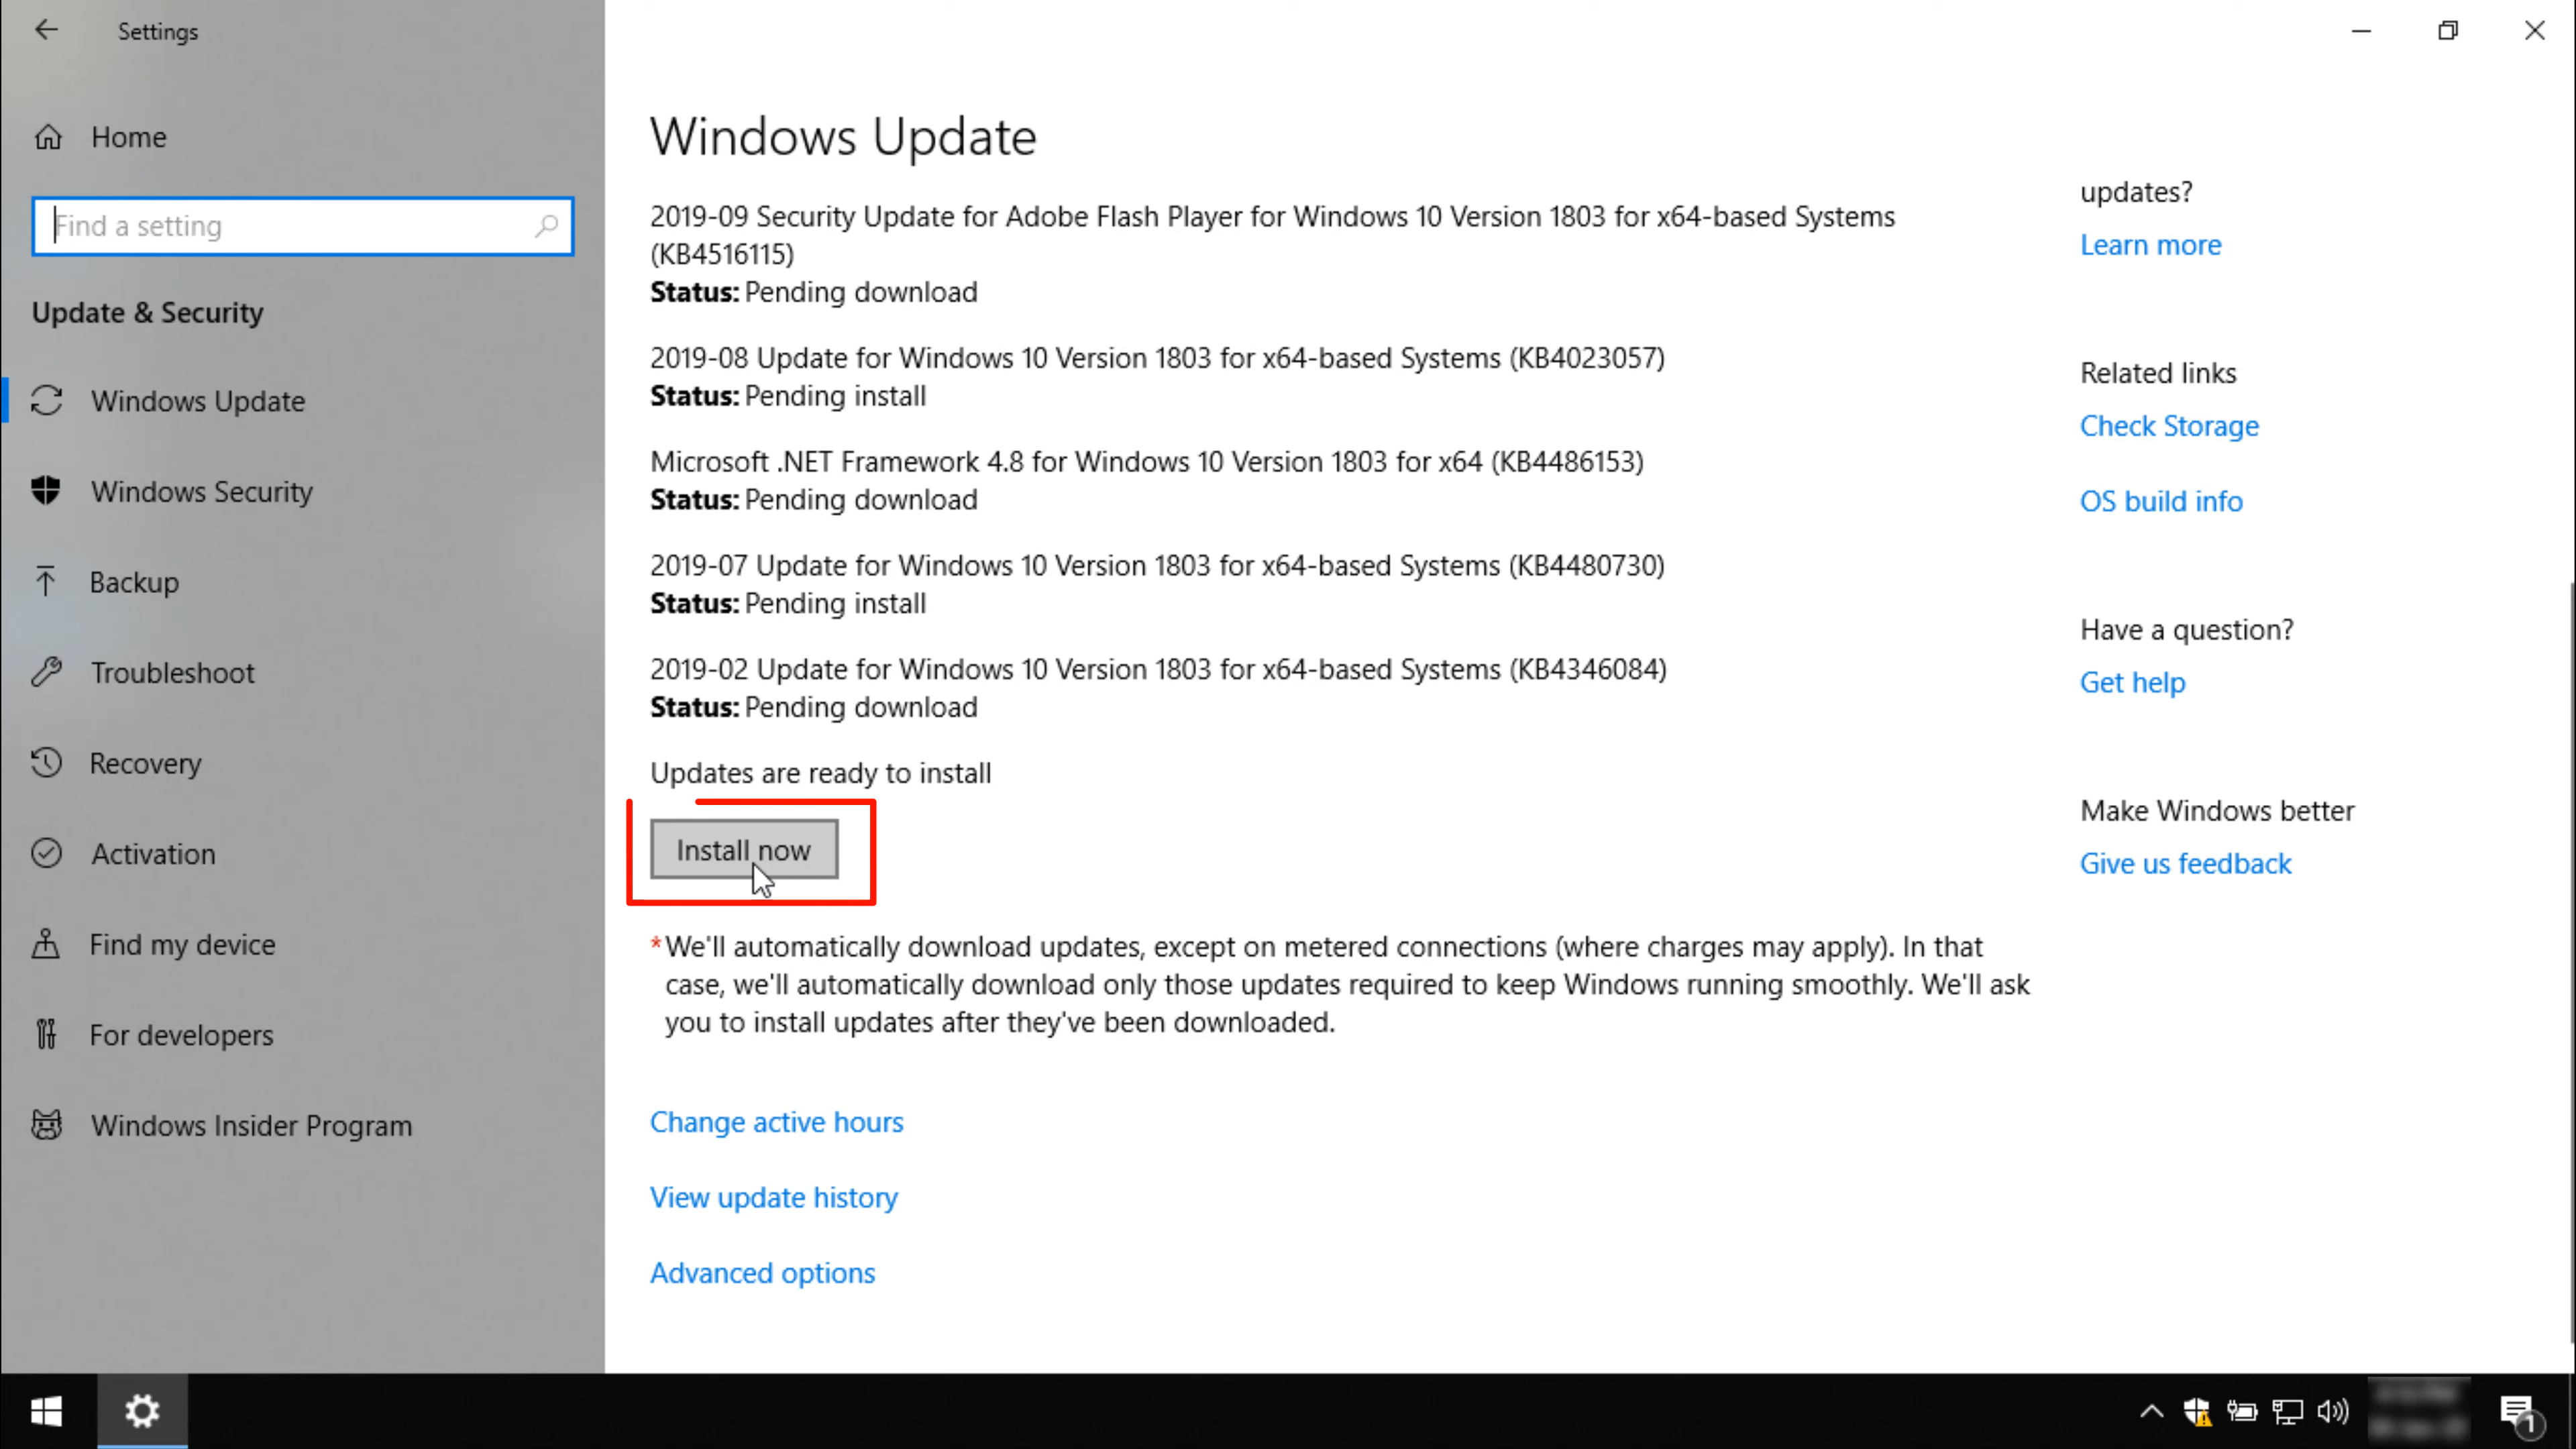 Settings
Home
Find a setting
Update & Security
Windows Update
Windows Security
Backup
Troubleshoot
Recovery
Activation
Find my device
For developers
Windows Insider Program
Windows Update
2019-09 Security Update for Adobe Flash Player for Windows 10 Version 1803 for x64-based Systems
(KB4516115)
Status: Pending download
2019-08 Update for Windows 10 Version 1803 for x64-based Systems (KB4023057)
Status: Pending install
Microsoft .NET Framework 4.8 for Windows 10 Version 1803 for x64 (KB4486153)
Status: Pending download
2019-07 Update for Windows 10 Version 1803 for x64-based Systems (KB4480730)
Status: Pending install
2019-02 Update for Windows 10 Version 1803 for x64-based Systems (KB4346084)
Status: Pending download
Updates are ready to install
Install now
*We'll automatically download updates, except on metered connections (where charges may apply). In that
case, we'll automatically download only those updates required to keep Windows running smoothly. We'll ask
you to install updates after they've been downloaded.
Change active hours
View update history
Advanced options
updates?
Learn more
Related links
Check Storage
OS build info
Have a question?
Get help
Make Windows better
Give us feedback
1